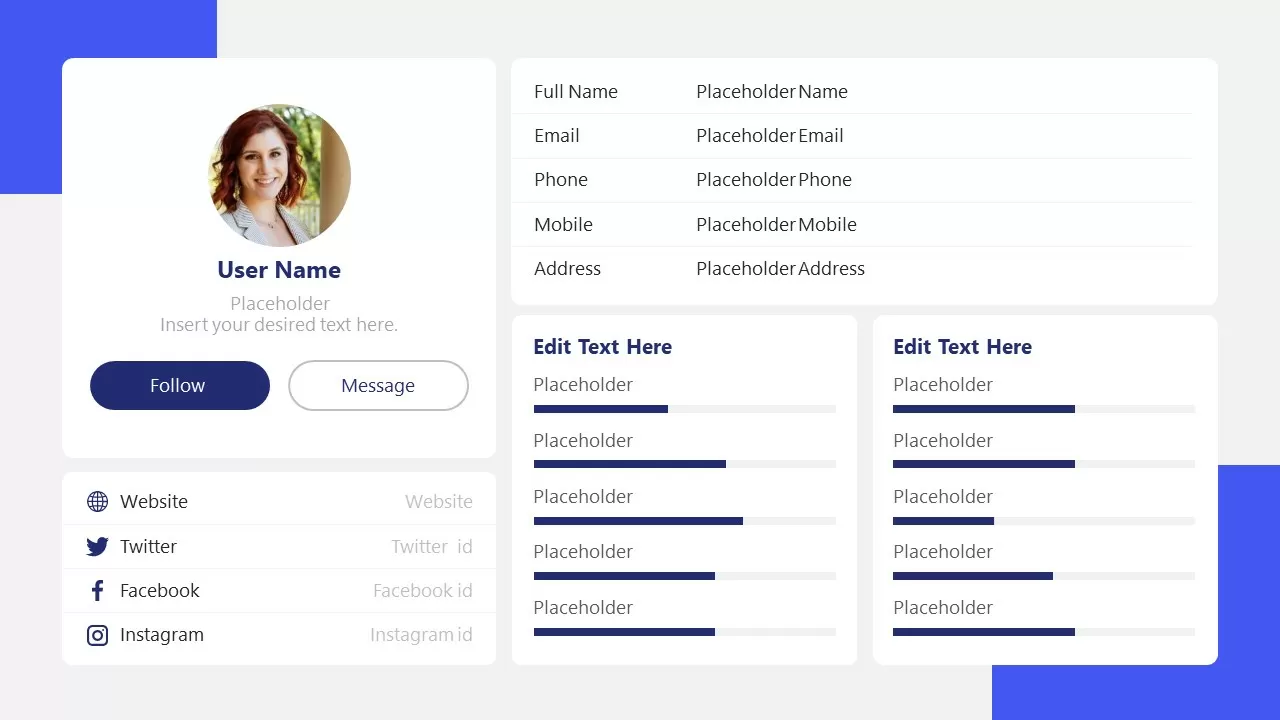 User Name
Placeholder
Insert your desired text here.
Follow
Message
Website Website
Twitter Twitter id
Facebook Facebook id
Instagram Instagram id
Full Name Placeholder Name
Email Placeholder Email
Phone Placeholder Phone
Mobile Placeholder Mobile
Address Placeholder Address
Edit Text Here
Placeholder
Placeholder
Placeholder
Placeholder
Placeholder
Edit Text Here
Placeholder
Placeholder
Placeholder
Placeholder
Placeholder